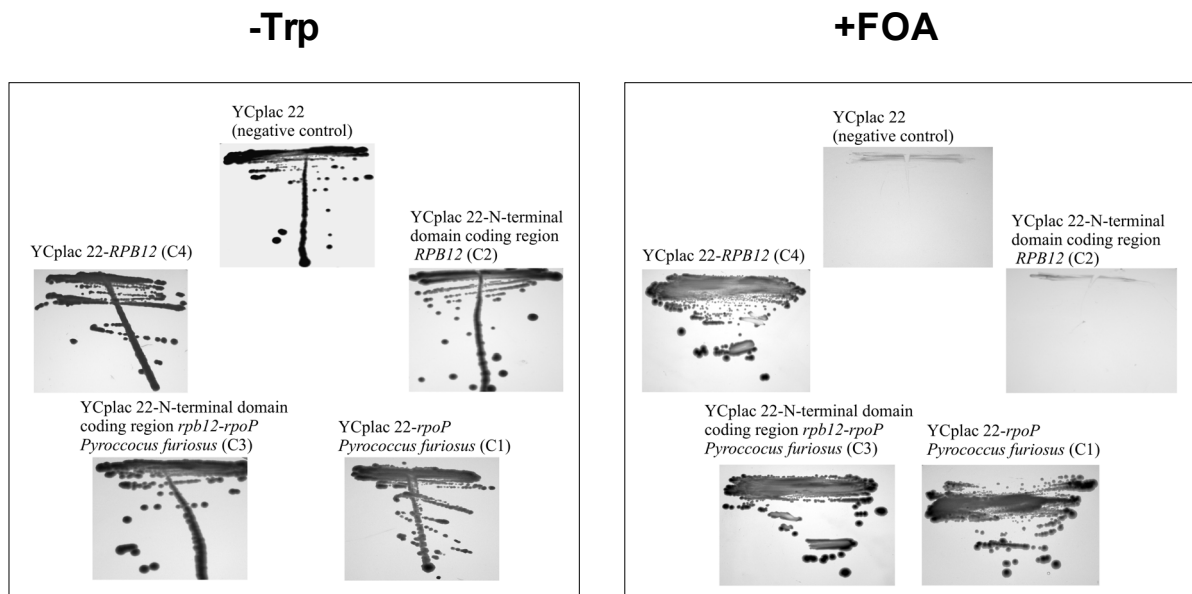 -Trp
YCplac 22
(negative control)
YCplac 22-N-terminal
domain coding region
RPB12 (C2)
YCplac 22-RPB12 (C4)
YCplac 22-N-terminal domain
coding region rpb12-rpoP
Pyroccocus furiosus (C3)
YCplac 22-rpoP
Pyrococcus furiosus (C1)
+FOA
YCplac 22
(negative control)
YCplac 22-N-terminal
domain coding region
RPB12 (C2)
YCplac 22-RPB12 (C4)
YCplac 22-N-terminal domain
coding region rpb12-rpoP
Pyroccocus furiosus (C3)
YCplac 22-rpoP
Pyrococcus furiosus (C1)